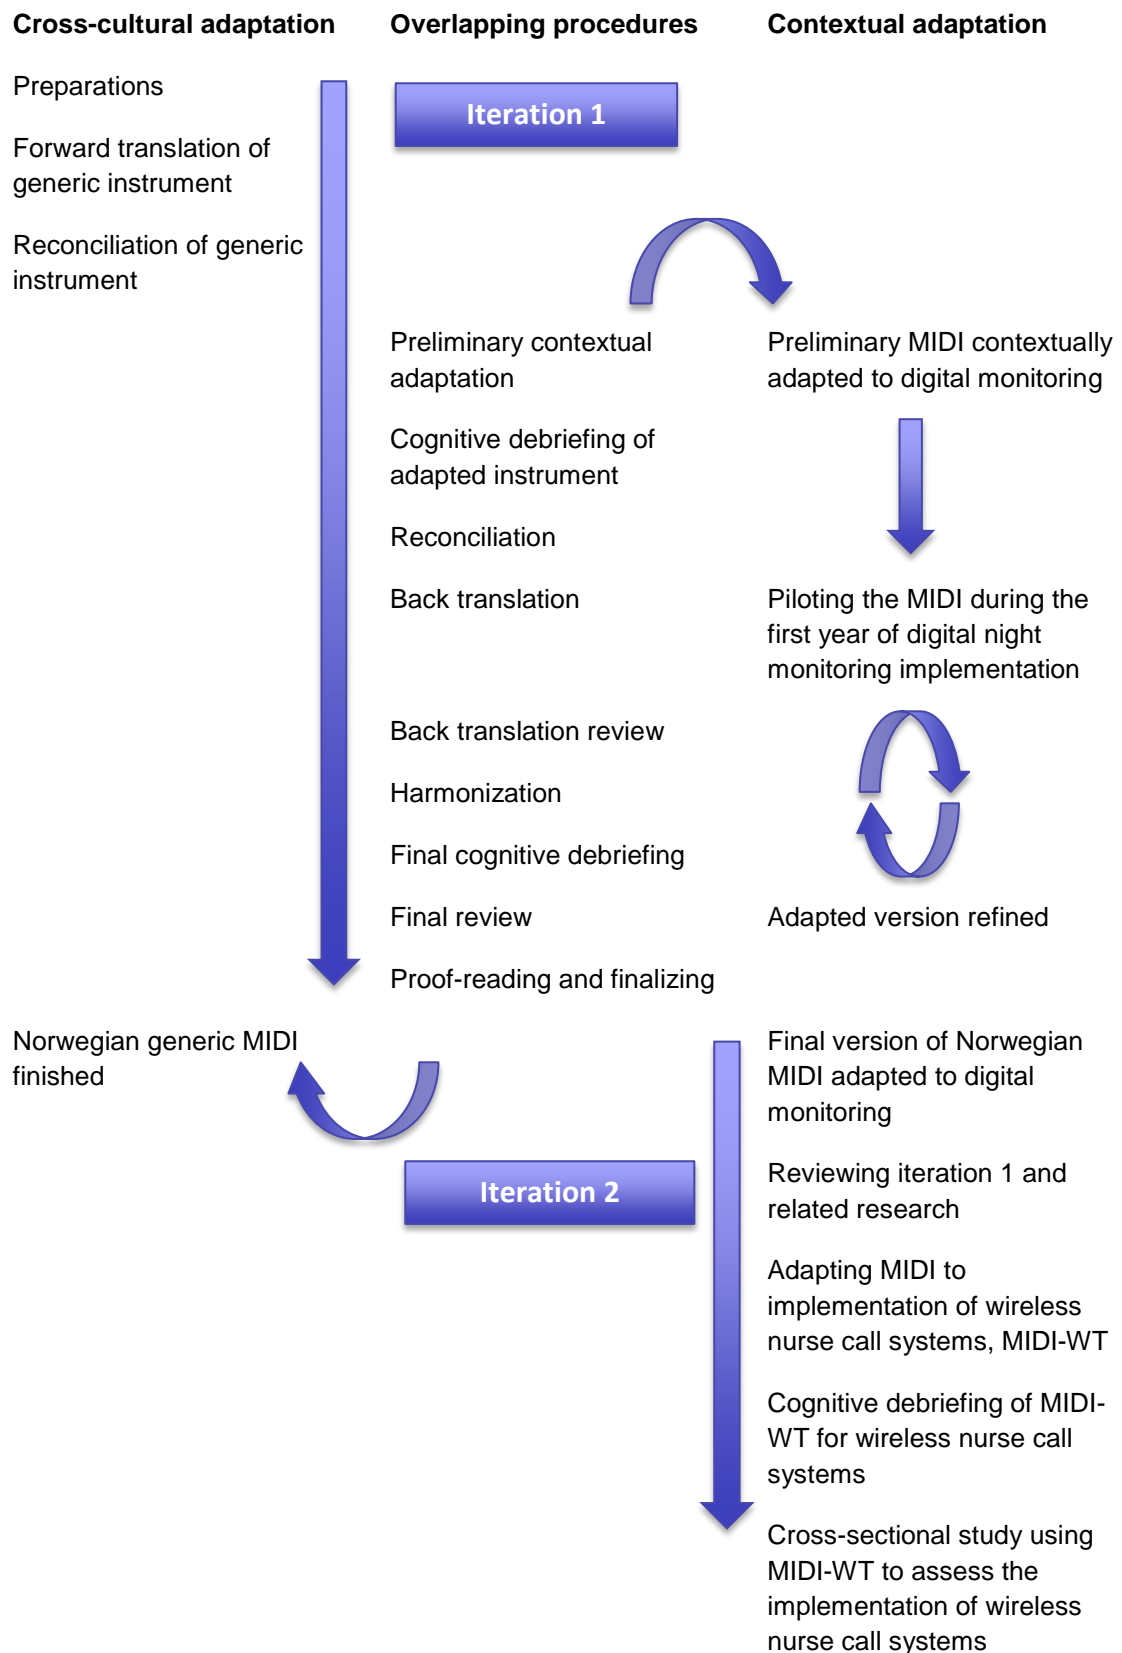 Cross-cultural adaptation
Overlapping procedures
Contextual adaptation
Preparations
Iteration 1
Forward translation of
generic instrument
Reconciliation of generic
instrument
Preliminary contextual
adaptation
Preliminary MIDI contextually
adapted to digital monitoring
Cognitive debriefing of
adapted instrument
Reconciliation
Back translation
Piloting the MIDI during the
first year of digital night
monitoring implementation
Back translation review
Harmonization
Final cognitive debriefing
Final review
Adapted version refined
Proof-reading and finalizing
Norwegian generic MIDI
finished
Final version of Norwegian
MIDI adapted to digital
monitoring
Iteration 2
Reviewing iteration 1 and
related research
Adapting MIDI to
implementation of wireless
nurse call systems, MIDI-WT
Cognitive debriefing of MIDI-
WT for wireless nurse call
systems
Cross-sectional study using
MIDI-WT to assess the
implementation of wireless
nurse call systems